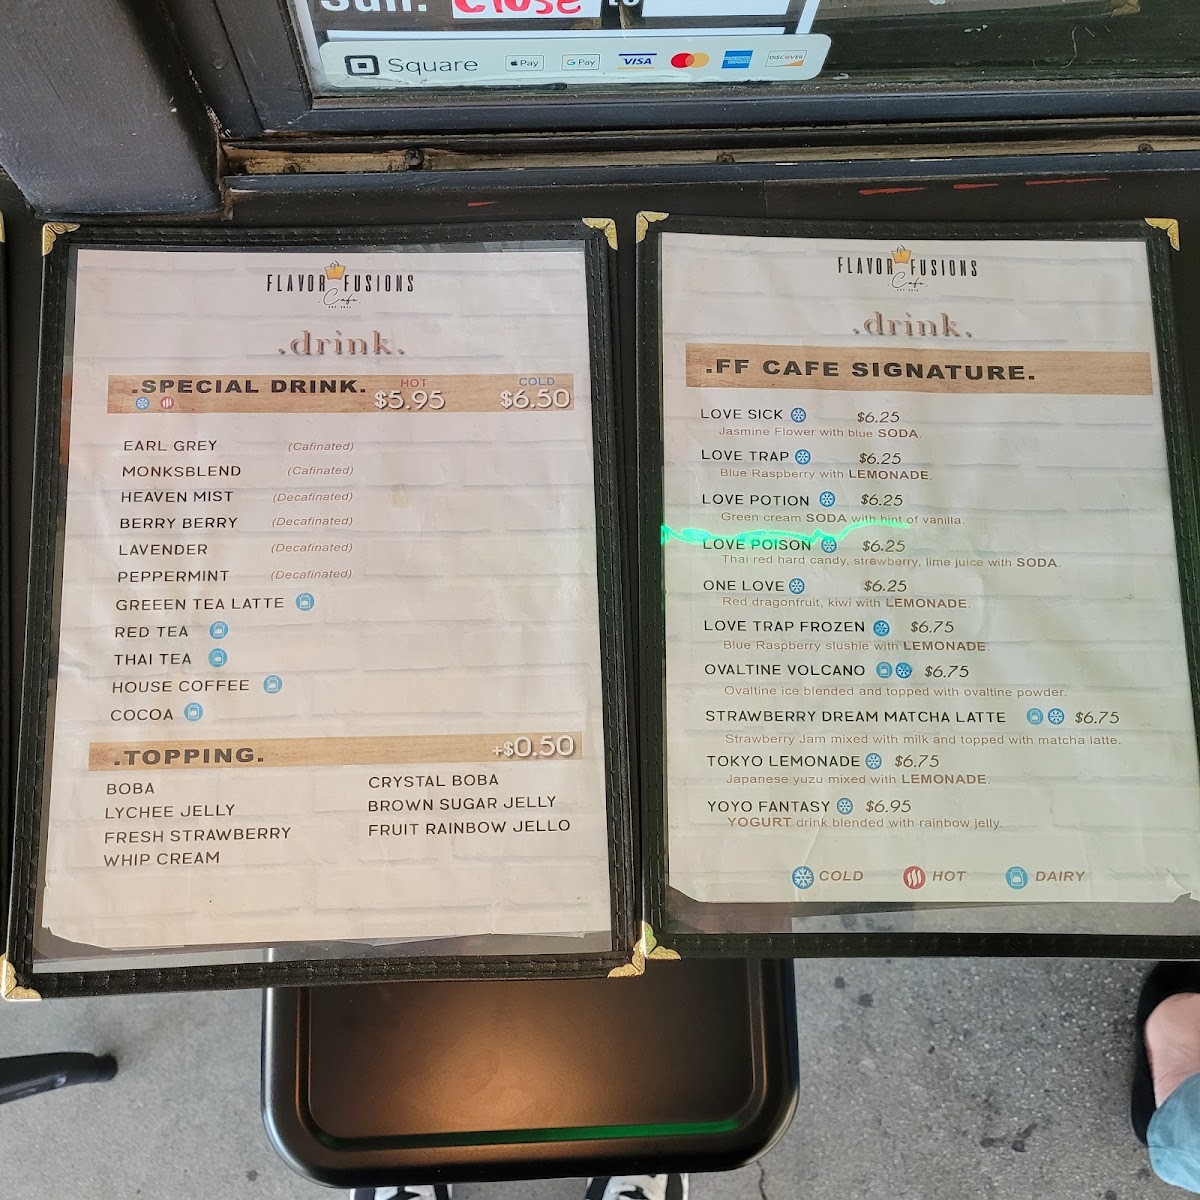 Sun. Close
Square Pay G Pay VISA DISCOVER
FLAVOR FUSIONS
.Cafe.
.drink.
.SPECIAL DRINK. HOT $5.95 COLD $6.50
EARL GREY (Cafinated)
MONKSBLEND (Cafinated)
HEAVEN MIST (Decafinated)
BERRY BERRY (Decafinated)
LAVENDER (Decafinated)
PEPPERMINT (Decafinated)
GREEEN TEA LATTE
RED TEA
THAI TEA
HOUSE COFFEE
COCOA
.TOPPING. +$0.50
BOBA
LYCHEE JELLY
FRESH STRAWBERRY
WHIP CREAM
CRYSTAL BOBA
BROWN SUGAR JELLY
FRUIT RAINBOW JELLO
FLAVOR FUSIONS
.Cafe.
.drink.
.FF CAFE SIGNATURE.
LOVE SICK $6.25
Jasmine Flower with blue SODA.
LOVE TRAP $6.25
Blue Raspberry with LEMONADE.
LOVE POTION $6.25
Green cream SODA with hint of vanilla.
LOVE POISON $6.25
Thai red hard candy, strawberry, lime juice with SODA.
ONE LOVE $6.25
Red dragonfruit, kiwi with LEMONADE.
LOVE TRAP FROZEN $6.75
Blue Raspberry slushie with LEMONADE.
OVALTINE VOLCANO $6.75
Ovaltine ice blended and topped with ovaltine powder.
STRAWBERRY DREAM MATCHA LATTE $6.75
Strawberry Jam mixed with milk and topped with matcha latte.
TOKYO LEMONADE $6.75
Japanese yuzu mixed with LEMONADE.
YOYO FANTASY $6.95
YOGURT drink blended with rainbow jelly.
COLD HOT DAIRY